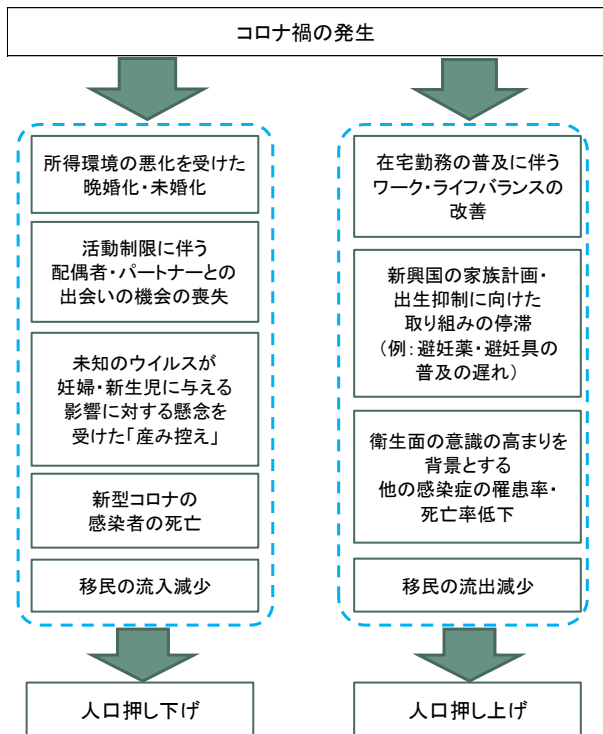 コロナ禍の発生
所得環境の悪化を受けた
晩婚化・未婚化
活動制限に伴う
配偶者・パートナーとの
出会いの機会の喪失
未知のウイルスが
妊婦・新生児に与える
影響に対する懸念を
受けた「産み控え」
新型コロナの
感染者の死亡
移民の流入減少
人口押し下げ
在宅勤務の普及に伴う
ワーク・ライフバランスの
改善
新興国の家族計画・
出生抑制に向けた
取り組みの停滞
（例：避妊薬・避妊具の
普及の遅れ）
衛生面の意識の高まりを
背景とする
他の感染症の罹患率・
死亡率低下
移民の流出減少
人口押し上げ